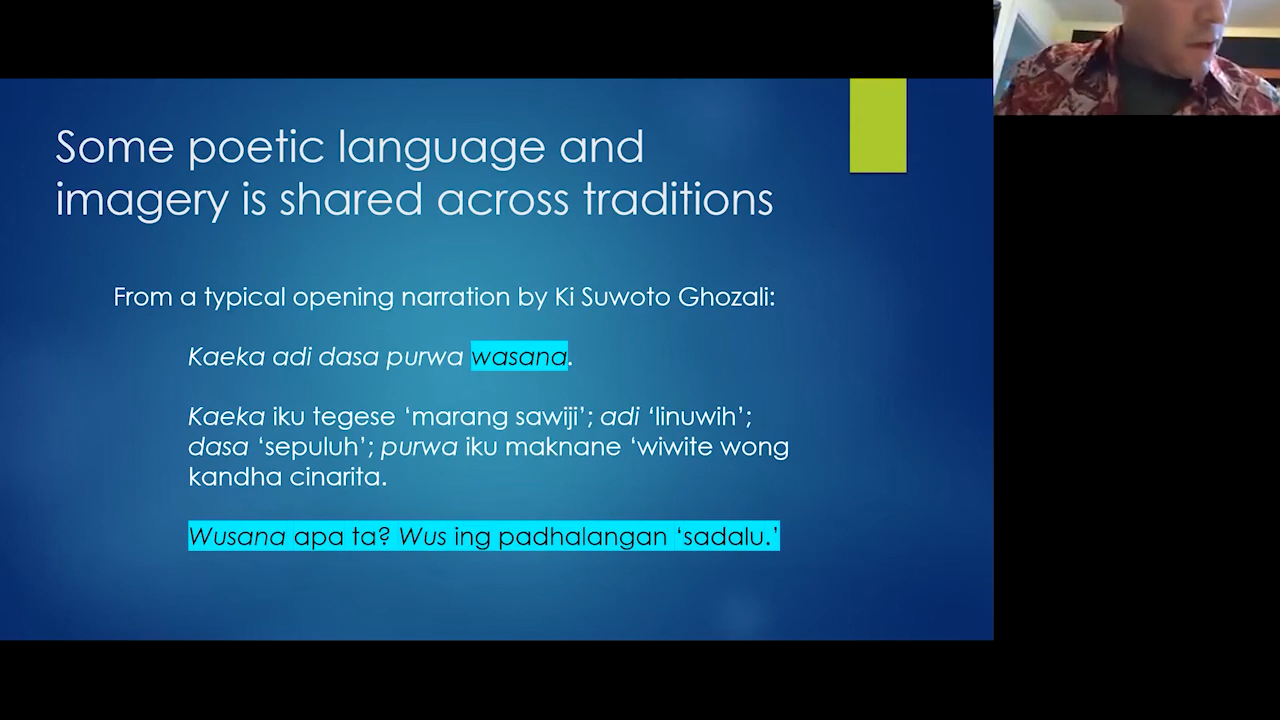 Some poetic language and
imagery is shared across traditions
From a typical opening narration by Ki Suwoto Ghozali:
Kaeka adi dasa purwa wasana.
Kaeka iku tegese ‘marang sawiji’; adi ‘linuwih’;
dasa ‘sepuluh’; purwa iku maknane ‘wiwite wong
kandha cinarita.
Wusana apa ta? Wus ing padhalangan ‘sadalu.’